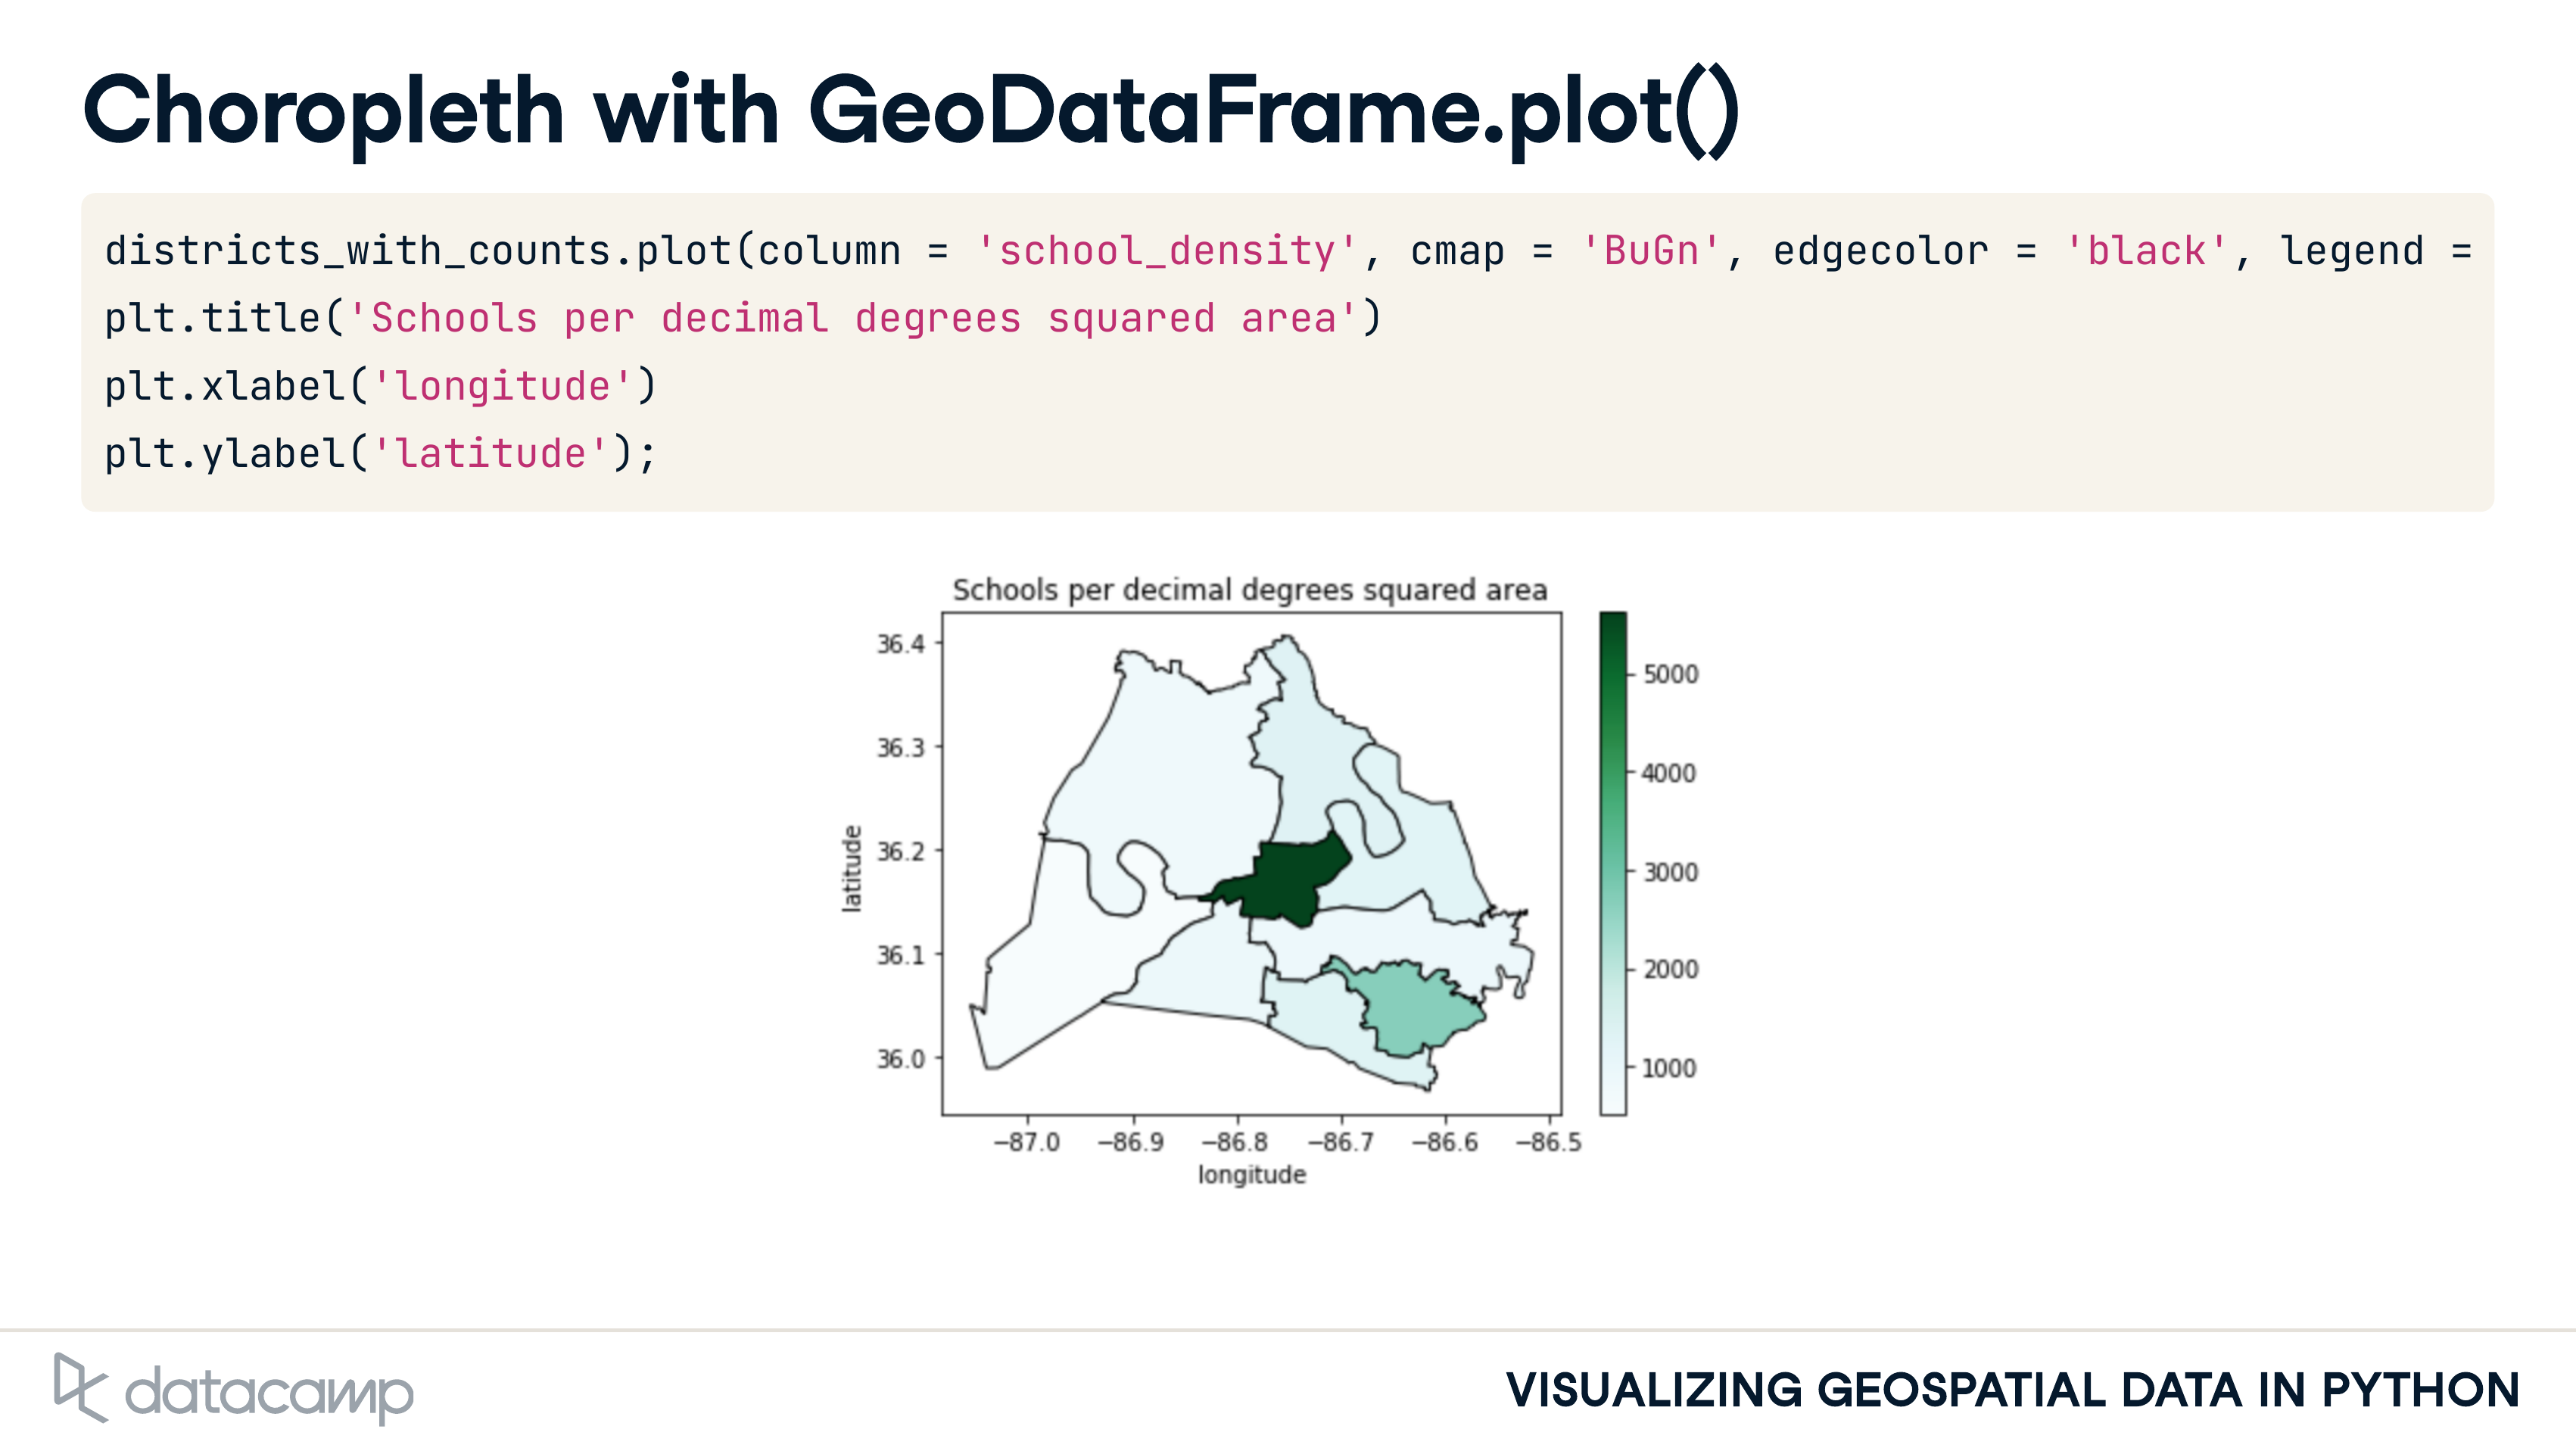 Choropleth with GeoDataFrame.plot()
districts_with_counts.plot(column = 'school_density', cmap = 'BuGn', edgecolor = 'black', legend =
plt.title('Schools per decimal degrees squared area')
plt.xlabel('longitude')
plt.ylabel('latitude');
Schools per decimal degrees squared area
36.4
36.3
36.2
36.1
36.0
latitude
−87.0 −86.9 −86.8 −86.7 −86.6 −86.5
longitude
5000
4000
3000
2000
1000
datacamp
VISUALIZING GEOSPATIAL DATA IN PYTHON